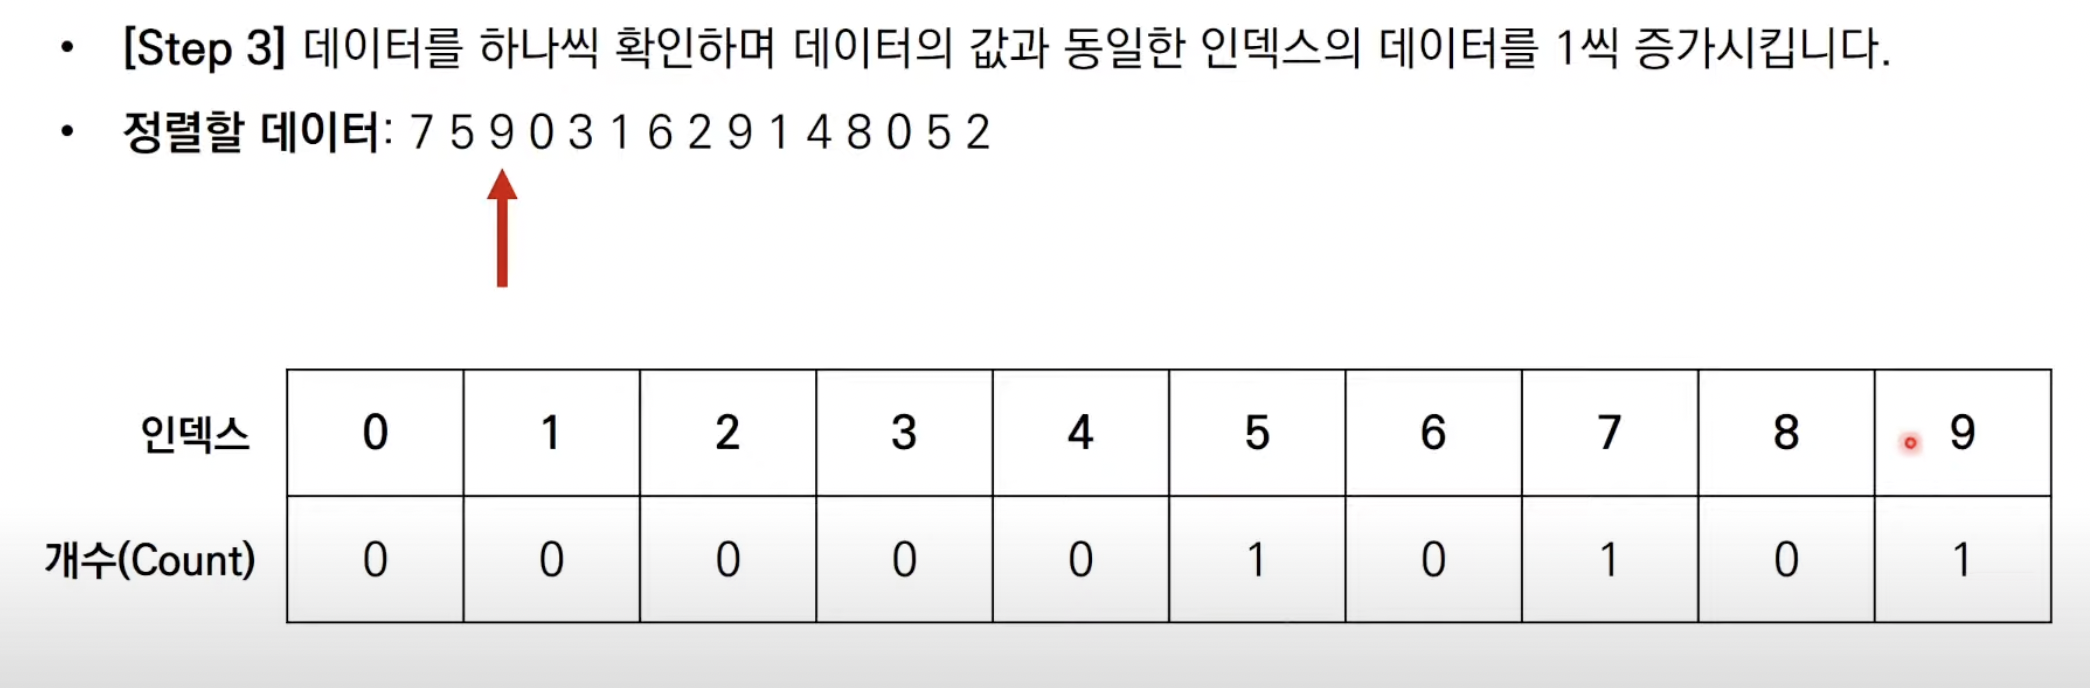 • [Step 3] 데이터를 하나씩 확인하며 데이터의 값과 동일한 인덱스의 데이터를 1씩 증가시킵니다.
• 정렬할 데이터: 7 5 9 0 3 1 6 2 9 1 4 8 0 5 2
인덱스 0 1 2 3 4 5 6 7 8 9
개수(Count) 0 0 0 0 0 1 0 1 0 1